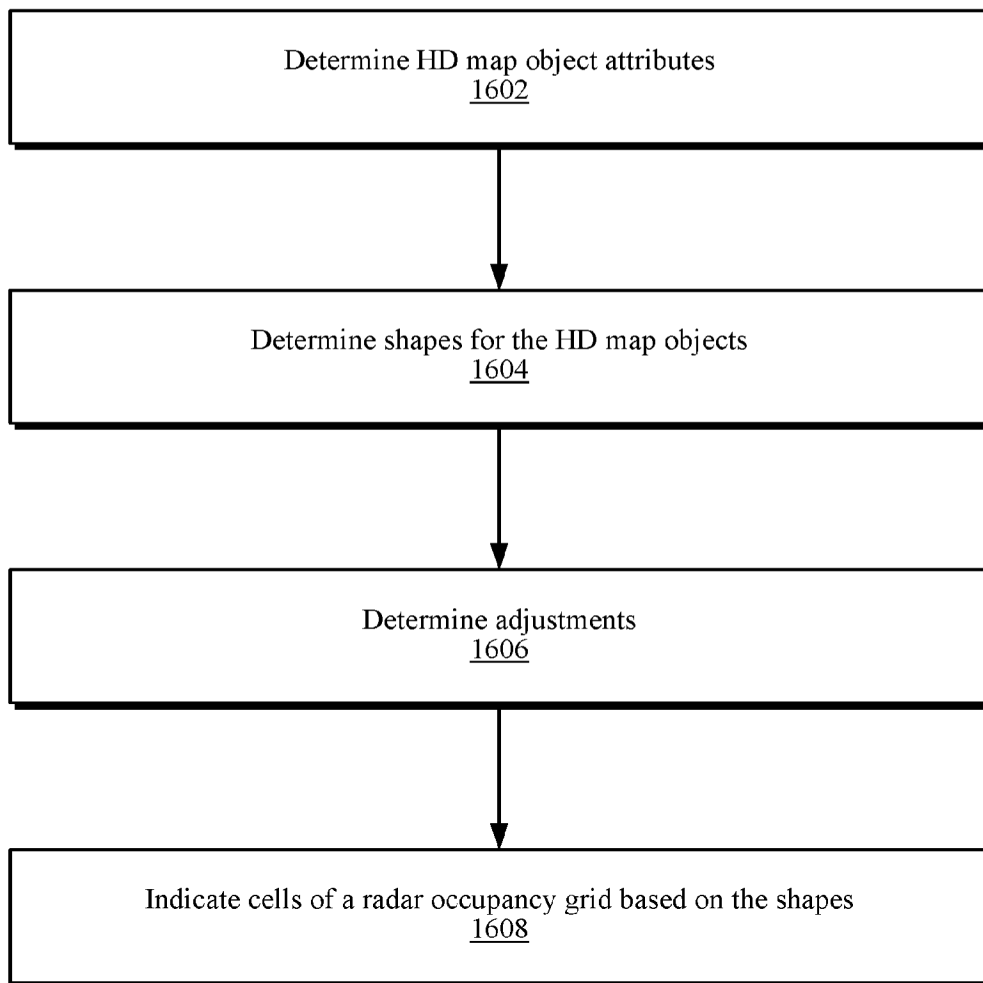 Determine HD map object attributes
1602
Determine shapes for the HD map objects
1604
Determine adjustments
1606
Indicate cells of a radar occupancy grid based on the shapes
1608